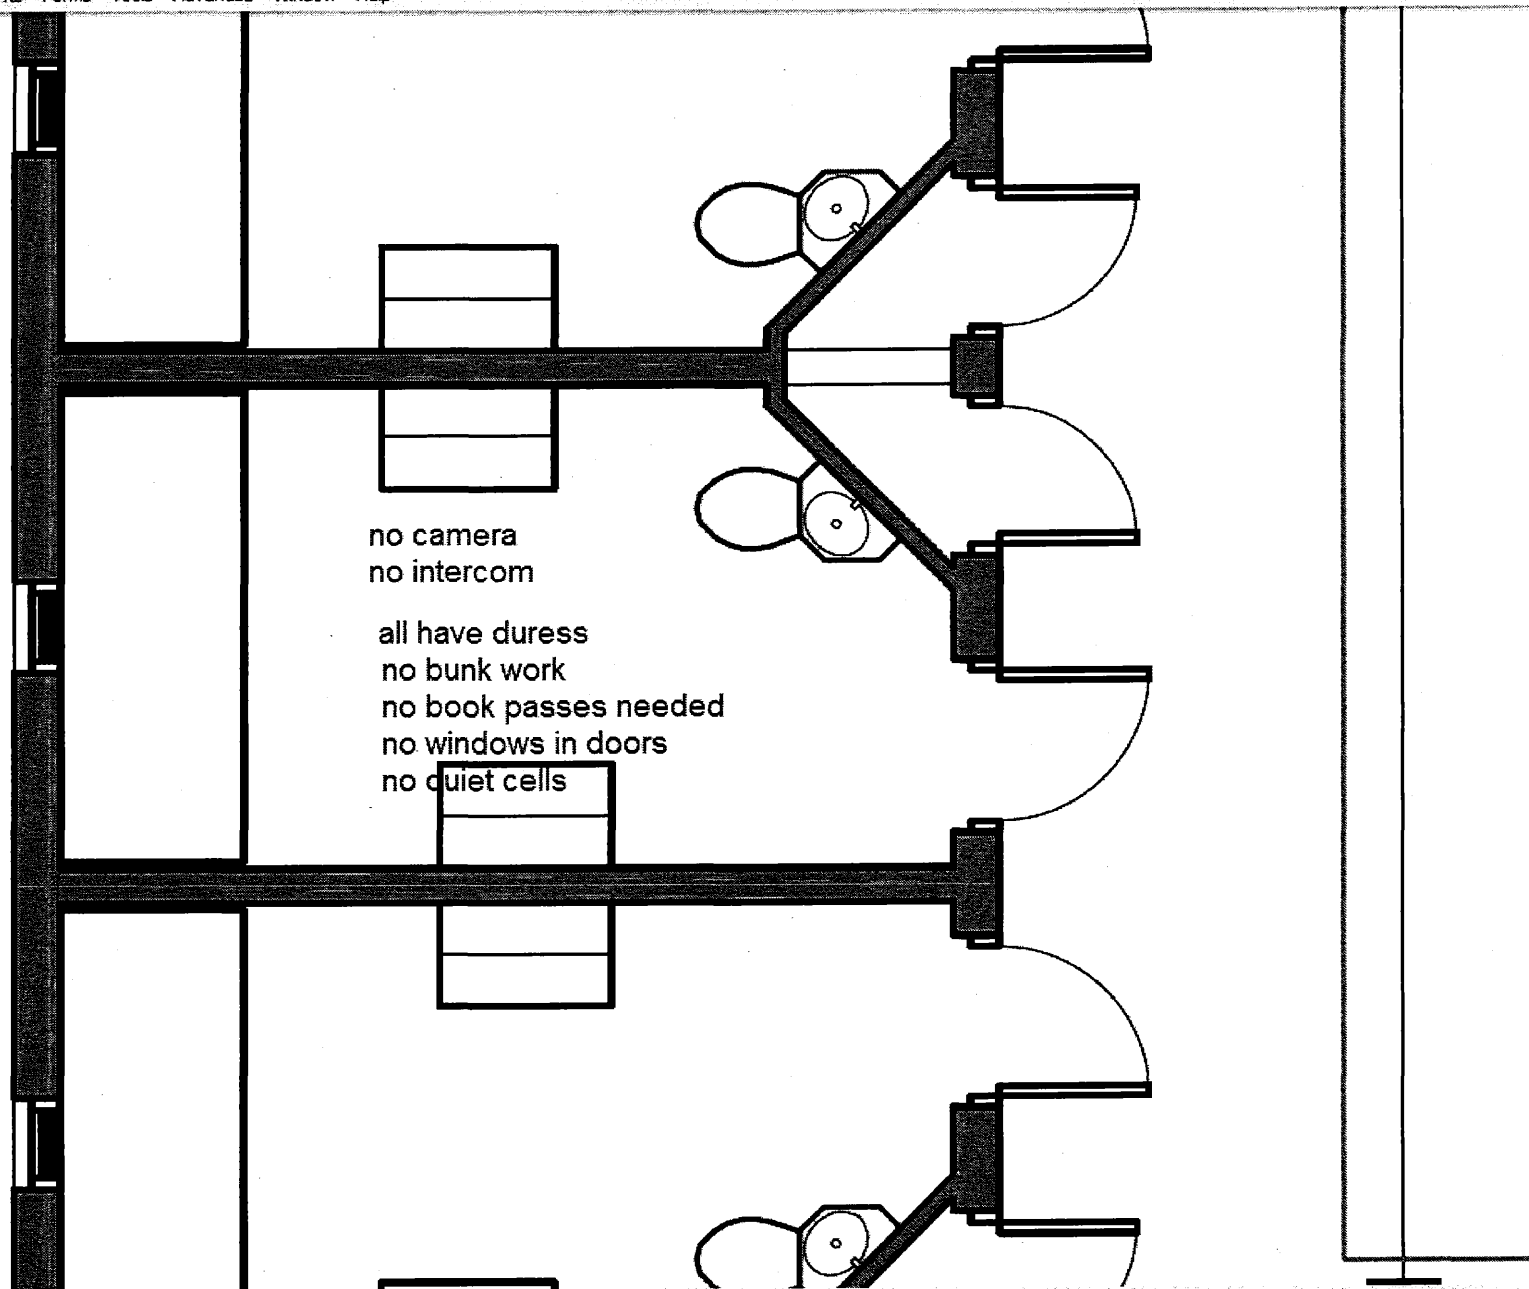 no camera
no intercom
all have duress
no bunk work
no book passes needed
no windows in doors
no quiet cells